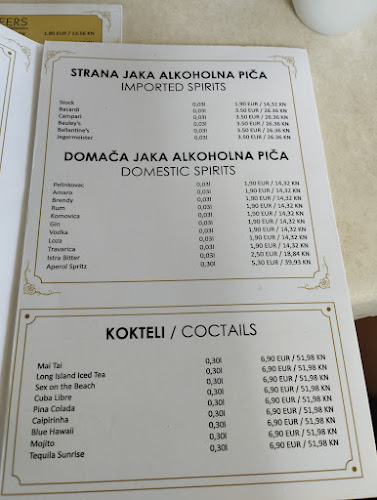 FFERS
1,80 EUR / 13,56 KN
STRANA JAKA ALKOHOLNA PIČA
IMPORTED SPIRITS
Stock 0,03l 1,90 EUR / 14,32 KN
Bacardi 0,03l 3.50 EUR / 26.36 KN
Campari 0,03l 3.50 EUR / 26.36 KN
Bauley's 0,03l 3.50 EUR / 26.36 KN
Ballantine's 0,03l 3.50 EUR / 26.36 KN
Jegermeister 0,03l 3.50 EUR / 26.36 KN
DOMAČA JAKA ALKOHOLNA PIČA
DOMESTIC SPIRITS
Pelinkovac 0,03l 1,90 EUR / 14,32 KN
Amaro 0,03l 1,90 EUR / 14,32 KN
Brendy 0,03l 1,90 EUR / 14,32 KN
Rum 0,03l 1,90 EUR / 14,32 KN
Komovica 0,03l 1,90 EUR / 14,32 KN
Gin 0,03l 1,90 EUR / 14,32 KN
Vodka 0,03l 1,90 EUR / 14,32 KN
Loza 0,03l 1,90 EUR / 14,32 KN
Travarica 0,03l 1,90 EUR / 14,32 KN
Istra Bitter 0,03l 2,50 EUR / 18,84 KN
Aperol Spritz 0,30l 5,30 EUR / 39,93 KN
KOKTELI / COCTAILS
Mai Tai 0,30l 6,90 EUR / 51,98 KN
Long Island Iced Tea 0,30l 6,90 EUR / 51,98 KN
Sex on the Beach 0,30l 6,90 EUR / 51,98 KN
Cuba Libre 0,30l 6,90 EUR / 51,98 KN
Pina Colada 0,30l 6,90 EUR / 51,98 KN
Caipirinha 0,30l 6,90 EUR / 51,98 KN
Blue Hawaii 0,30l 6,90 EUR / 51,98 KN
Mojito 0,30l 6,90 EUR / 51,98 KN
Tequila Sunrise 0,30l 6,90 EUR / 51,98 KN